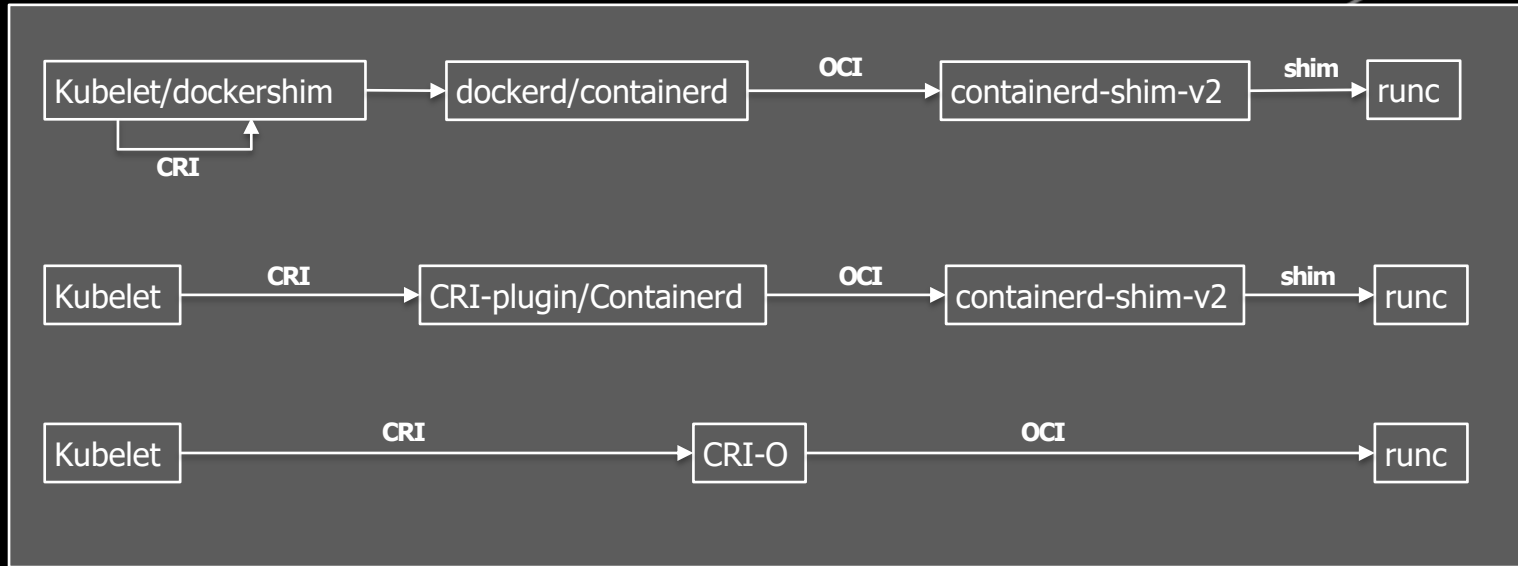 OCI
shim
Kubelet/dockershim
dockerd/containerd
containerd-shim-v2
runc
CRI
CRI
OCI
shim
Kubelet
CRI-plugin/Containerd
containerd-shim-v2
runc
CRI
OCI
Kubelet
CRI-O
runc